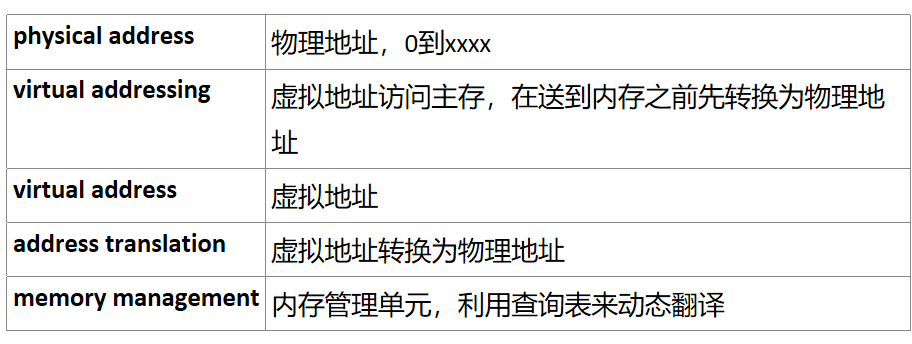 physical address
物理地址，0到xxxx
virtual addressing
虚拟地址访问主存，在送到内存之前先转换为物理地
址
virtual address
虚拟地址
address translation
虚拟地址转换为物理地址
memory management
内存管理单元，利用查询表来动态翻译